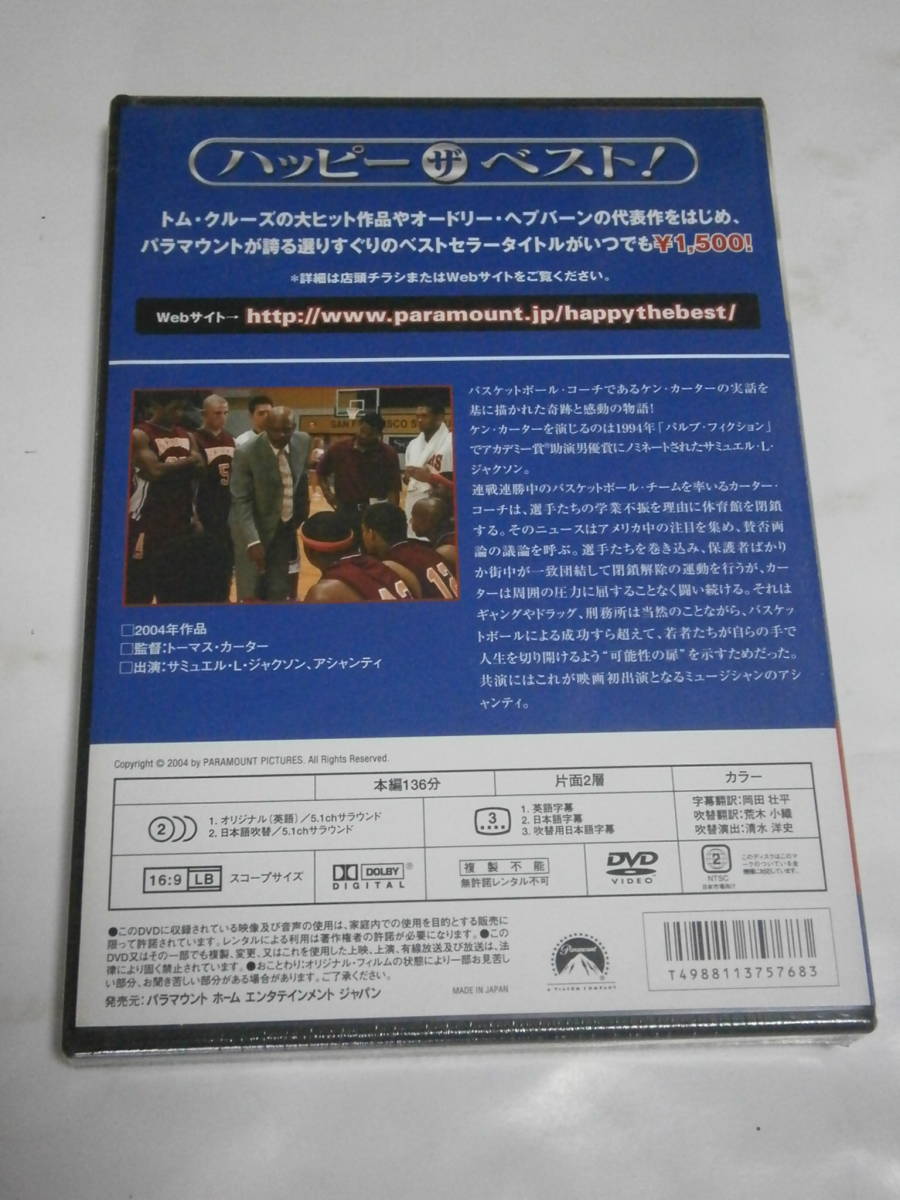 ハッピー ザ ベスト!
トム・クルーズの大ヒット作品やオードリー・ヘプバーンの代表作をはじめ、
パラマウントが誇る選りすぐりのベストセラータイトルがいつでも¥1,500!
*詳細は店頭チラシまたはWebサイトをご覧ください。
Webサイト→ http://www.paramount.jp/happythebest/
SAN FRANCISCO S
バスケットボール・コーチであるケン・カーターの実話を
基に描かれた奇跡と感動の物語!
ケン・カーターを演じるのは1994年「パルプ・フィクション」
でアカデミー賞®助演男優賞にノミネートされたサミュエル・L・
ジャクソン。
連戦連勝中のバスケットボール・チームを率いるカーター・
コーチは、選手たちの学業不振を理由に体育館を閉鎖
する。そのニュースはアメリカ中の注目を集め、賛否両
論の議論を呼ぶ。選手たちを巻き込み、保護者ばかり
か街中が一致団結して閉鎖解除の運動を行うが、カー
ターは周囲の圧力に屈することなく闘い続ける。それは
ギャングやドラッグ、刑務所は当然のことながら、バスケッ
トボールによる成功すら超えて、若者たちが自らの手で
人生を切り開けるよう“可能性の扉”を示すためだった。
共演にはこれが映画初出演となるミュージシャンのアシ
ャンティ。
□2004年作品
□監督:トーマス・カーター
□出演:サミュエル・L・ジャクソン、アシャンティ
Copyright © 2004 by PARAMOUNT PICTURES. All Rights Reserved.
本編136分 片面2層 カラー
2 1. オリジナル(英語)/5.1chサラウンド
2. 日本語吹替/5.1chサラウンド
3 1. 英語字幕
2. 日本語字幕
3. 吹替用日本語字幕
字幕翻訳:岡田 壮平
吹替翻訳:荒木 小織
吹替演出:清水 洋史
16:9 LB スコープサイズ
DOLBY®
DIGITAL
複製不能
無許諾レンタル不可
DVD
VIDEO
2
NTSC
日本市場向け
このディスクはこのマ
ークのついている全
機種に対応しています。
●このDVDに収録されている映像及び音声の使用は、家庭内での使用を目的とする販売に
限って許諾されています。レンタルによる利用は著作権者の許諾が必要になります。●この
DVD又はその一部でも複製、変更、又はこれを使用した上映、上演、有線放送及び放送は、法
律により固く禁止されています。●おことわり:オリジナル・フィルムの状態により一部お見苦し
い部分、お聞き苦しい部分がある場合があります。ご了承ください。
発売元:パラマウント ホーム エンタテインメント ジャパン
MADE IN JAPAN
Paramount
A VIACOM COMPANY
T4988113757683